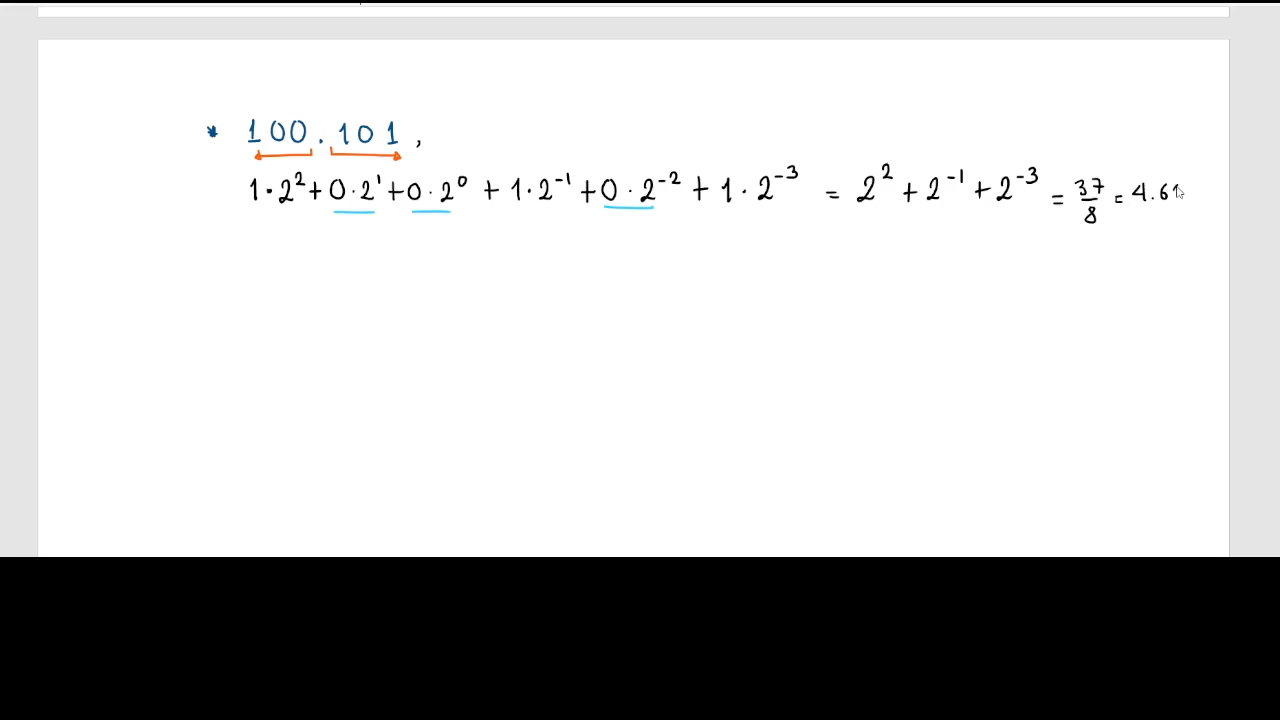 * 100.101,
1·2²+0·2¹+0·2⁰ + 1·2⁻¹ +0·2⁻² + 1·2⁻³ = 2² + 2⁻¹ + 2⁻³ = 37/8 = 4.61